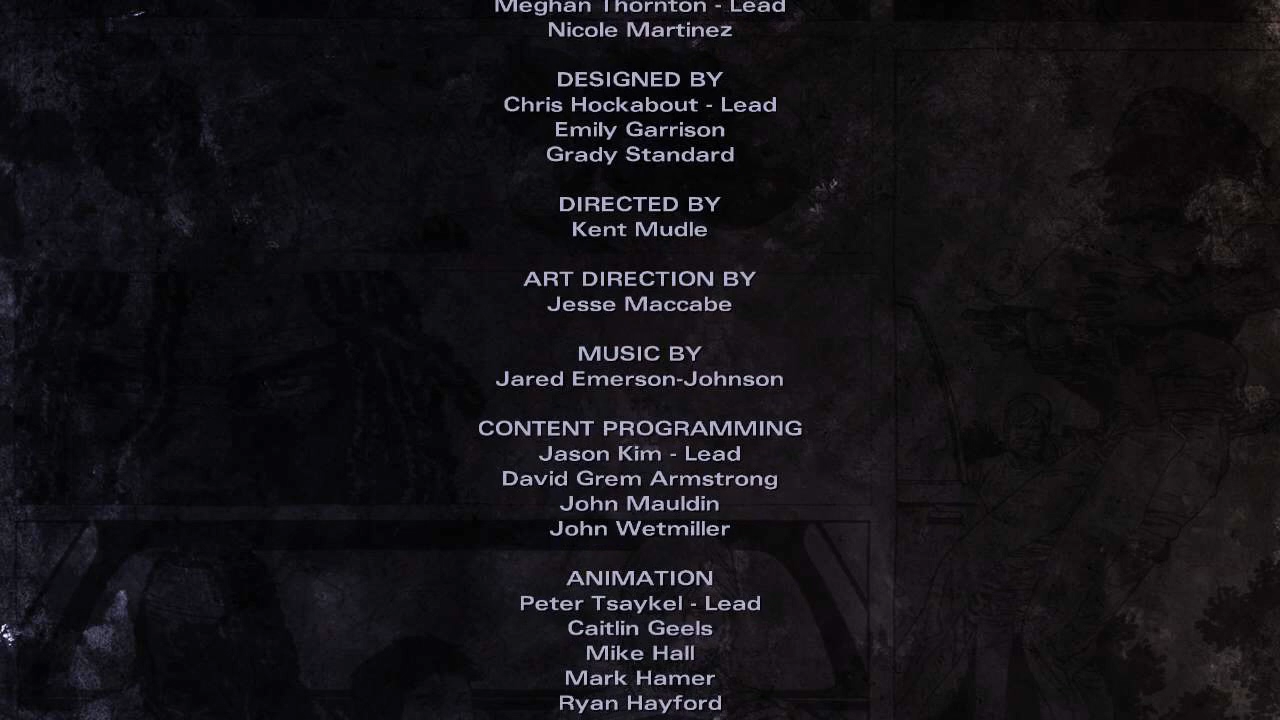 Meghan Thornton - Lead
Nicole Martinez
DESIGNED BY
Chris Hockabout - Lead
Emily Garrison
Grady Standard
DIRECTED BY
Kent Mudle
ART DIRECTION BY
Jesse Maccabe
MUSIC BY
Jared Emerson-Johnson
CONTENT PROGRAMMING
Jason Kim - Lead
David Grem Armstrong
John Mauldin
John Wetmiller
ANIMATION
Peter Tsaykel - Lead
Caitlin Geels
Mike Hall
Mark Hamer
Ryan Hayford